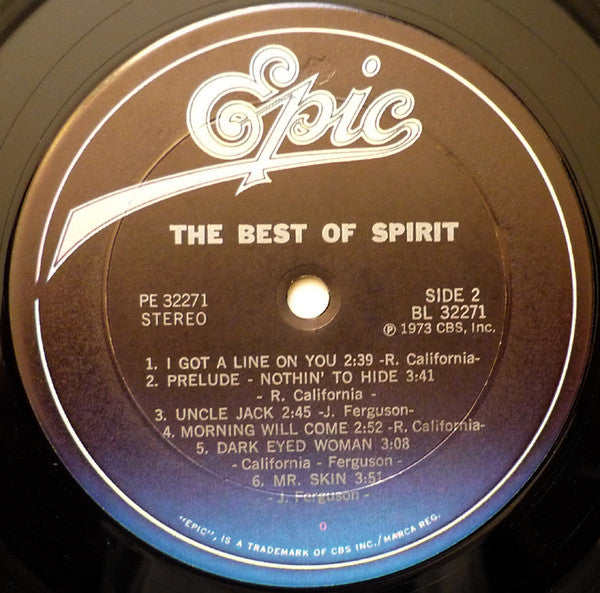 Epic
THE BEST OF SPIRIT
PE 32271
STEREO
SIDE 2
BL 32271
Ⓟ 1973 CBS, Inc.
1. I GOT A LINE ON YOU 2:39 -R. California-
2. PRELUDE - NOTHIN' TO HIDE 3:41
- R. California -
3. UNCLE JACK 2:45 -J. Ferguson-
4. MORNING WILL COME 2:52 -R. California-
5. DARK EYED WOMAN 3:08
- California - Ferguson -
6. MR. SKIN 3:51
- J. Ferguson -
0
"EPIC", IS A TRADEMARK OF CBS INC./MARCA REG.